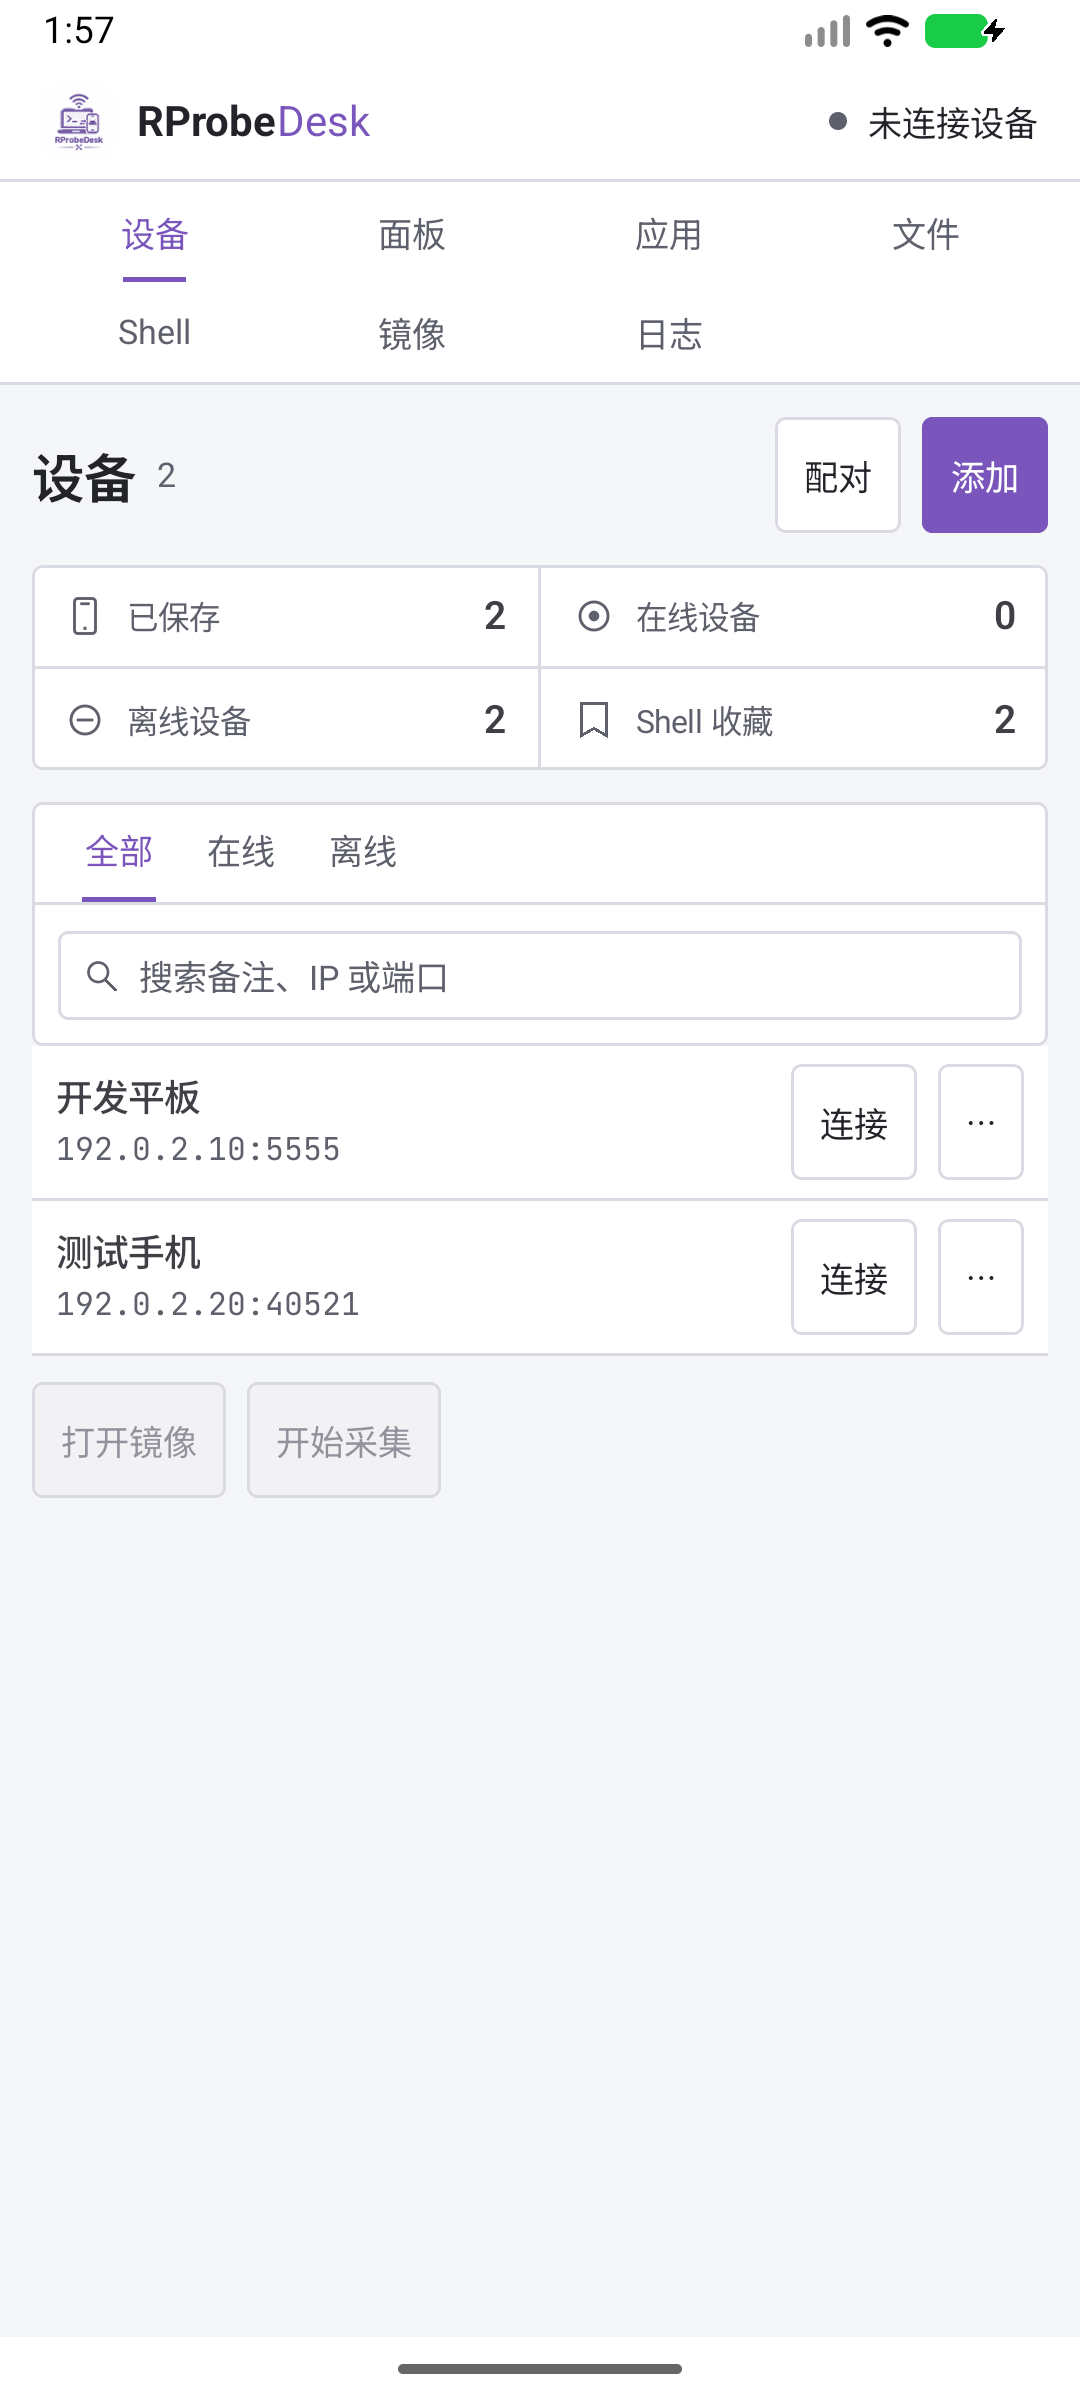 1:57
RProbeDesk
RProbeDesk
未连接设备
设备 面板 应用 文件
Shell 镜像 日志
设备 2
配对 添加
已保存 2 在线设备 0
离线设备 2 Shell 收藏 2
全部 在线 离线
搜索备注、IP 或端口
开发平板
192.0.2.10:5555
连接 ···
测试手机
192.0.2.20:40521
连接 ···
打开镜像 开始采集